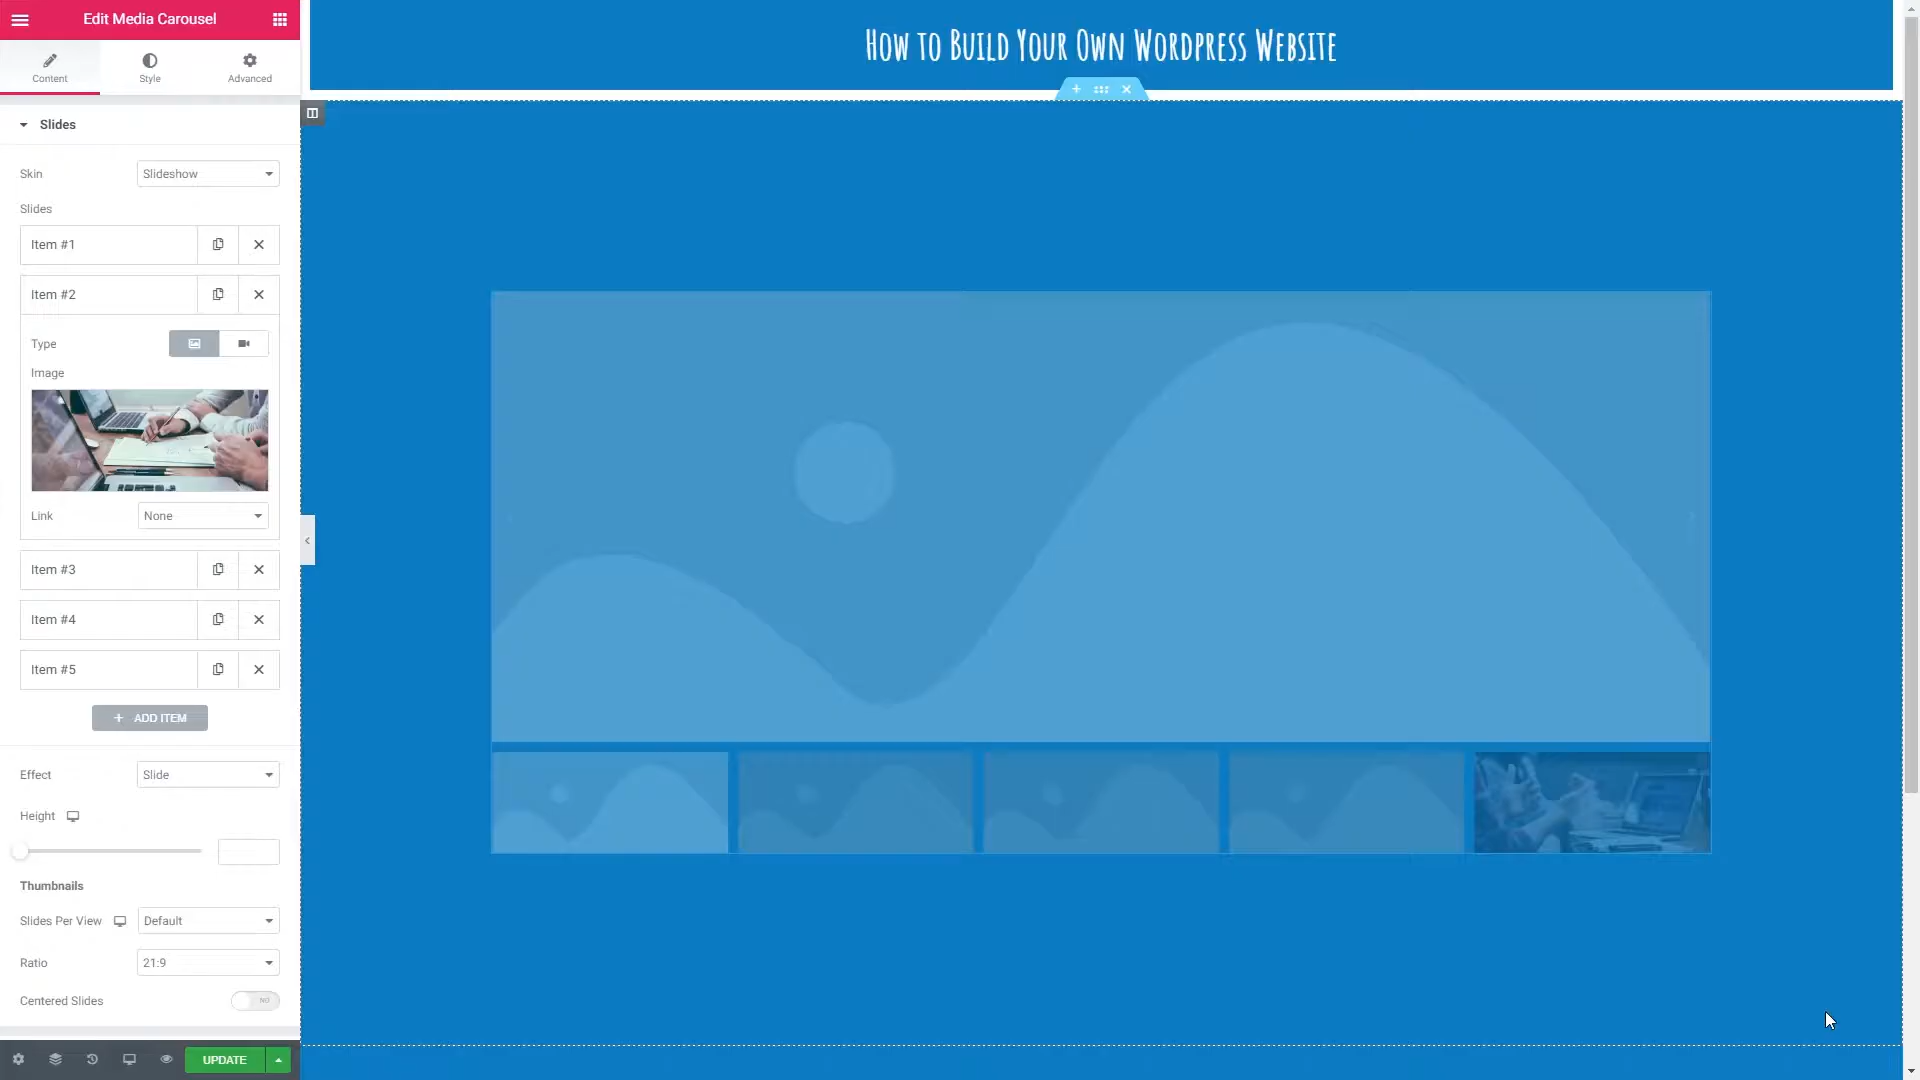 Edit Media Carousel
Content
Style
Advanced
Slides
Skin
Slideshow
Slides
Item #1
Item #2
Type
Image
Link
None
Item #3
Item #4
Item #5
ADD ITEM
Effect
Slide
Height
Thumbnails
Slides Per View
Default
Ratio
21:9
Centered Slides
NO
UPDATE
How to Build Your Own Wordpress Website